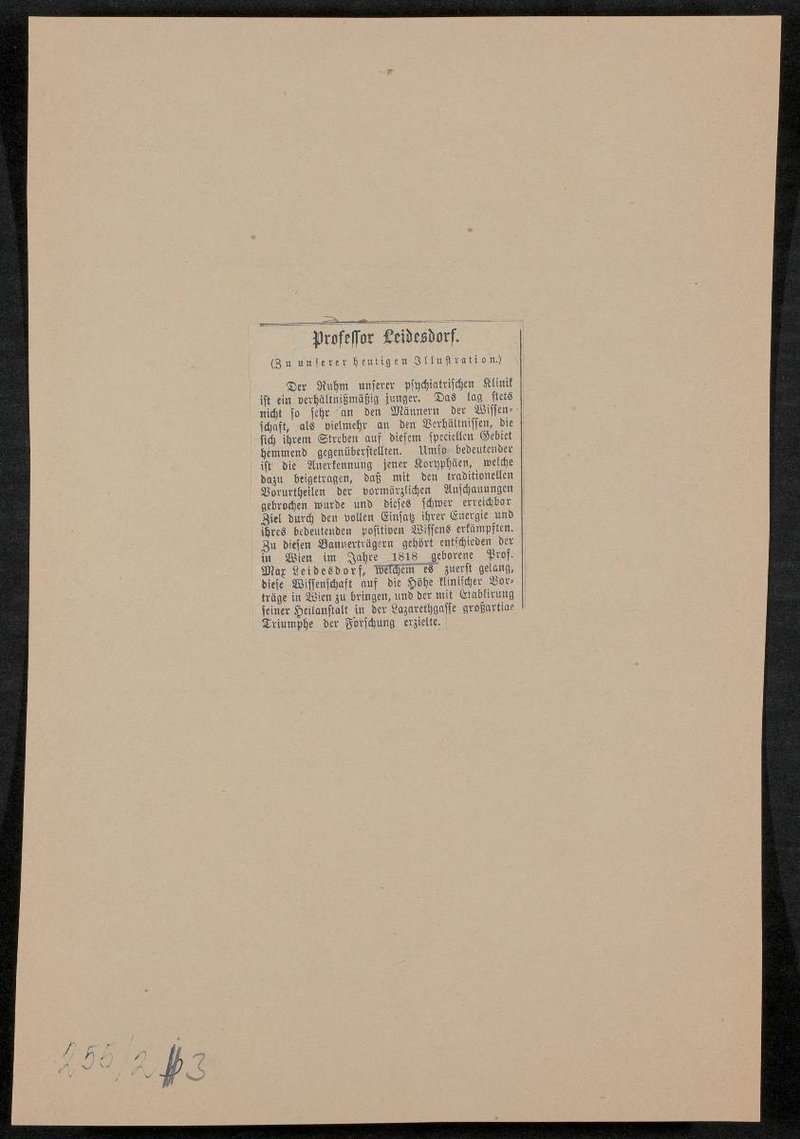 Professor Leidesdorf.
(Zu unserer heutigen Illustration.)
Der Ruhm unserer psychiatrischen Klinik
ist ein verhältnißmäßig junger. Das lag stets
nicht so sehr an den Männern der Wissen-
schaft, als vielmehr an den Verhältnissen, die
sich ihrem Streben auf diesem speciellen Gebiet
hemmend gegenüberstellten. Umso bedeutender
ist die Anerkennung jener Koryphäen, welche
dazu beigetragen, daß mit den traditionellen
Vorurtheilen der vormärzlichen Anschauungen
gebrochen wurde und dieses schwer erreichbar
Ziel durch den vollen Einsatz ihrer Energie und
ihres bedeutenden positiven Wissens erkämpften.
Zu diesen Bannerträgern gehört entschieden der
in Wien im Jahre 1818 geborene Prof.
Max Leidesdorf, welchem es zuerst gelang,
diese Wissenschaft auf die Höhe klinischer Vor-
träge in Wien zu bringen, und der mit Etablirung
seiner Heilanstalt in der Lazarethgasse großartige
Triumphe der Forschung erzielte.
255/2 3